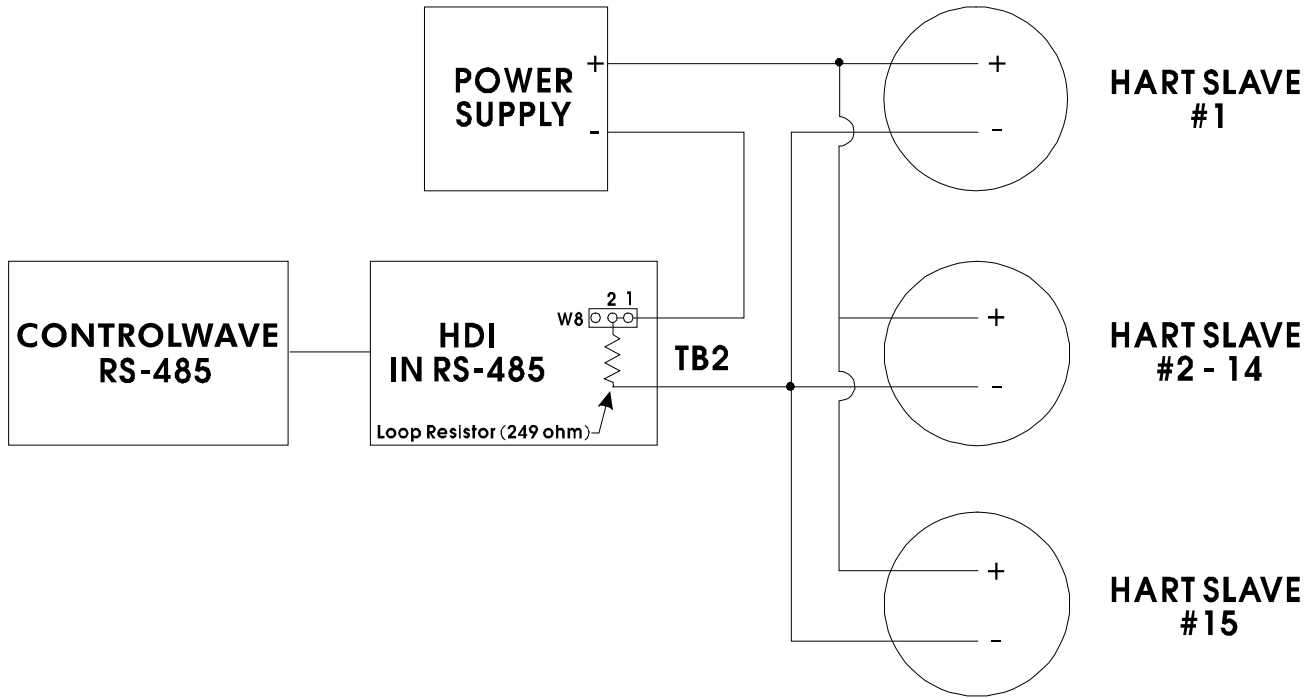 POWER
SUPPLY
+
-
+
-
HART SLAVE
#1
CONTROLWAVE
RS-485
HDI
IN RS-485
2 1
W8
Loop Resistor (249 ohm)
TB2
+
-
HART SLAVE
#2 - 14
+
-
HART SLAVE
#15